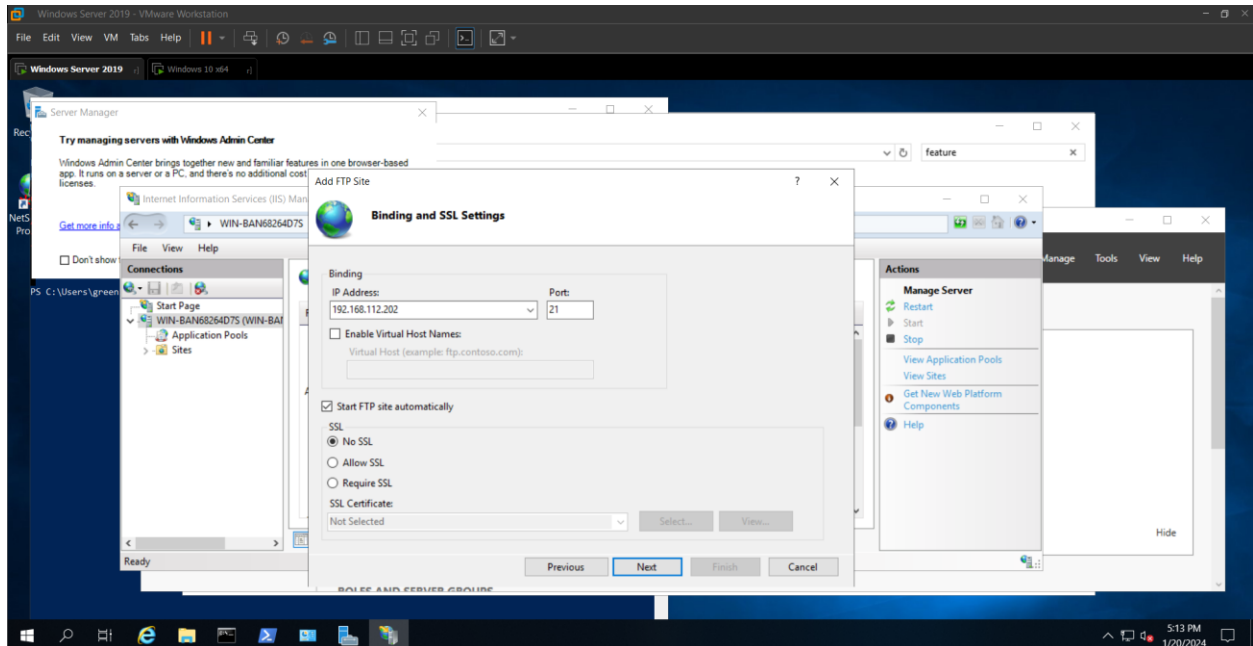 Windows Server 2019 - VMware Workstation
File Edit View VM Tabs Help
Windows Server 2019
Windows 10 x64
Server Manager
Try managing servers with Windows Admin Center
Windows Admin Center brings together new and familiar features in one browser-based
app. It runs on a server or a PC, and there's no additional cost
licenses.
Get more info
Don't show
feature
Rec
NetS
Pro
PS C:\Users\green
Internet Information Services (IIS) Man
WIN-BAN68264D7S
File View Help
Connections
Start Page
WIN-BAN68264D7S (WIN-BAN
Application Pools
Sites
Ready
Add FTP Site
?
Binding and SSL Settings
Binding
IP Address:
Port:
192.168.112.202
21
Enable Virtual Host Names:
Virtual Host (example: ftp.contoso.com):
Start FTP site automatically
SSL
No SSL
Allow SSL
Require SSL
SSL Certificate:
Not Selected
Select...
View...
Previous
Next
Finish
Cancel
Actions
Manage Server
Restart
Start
Stop
View Application Pools
View Sites
Get New Web Platform
Components
Help
Manage Tools View Help
Hide
ROLES AND SERVER GROUPS
5:13 PM
1/20/2024